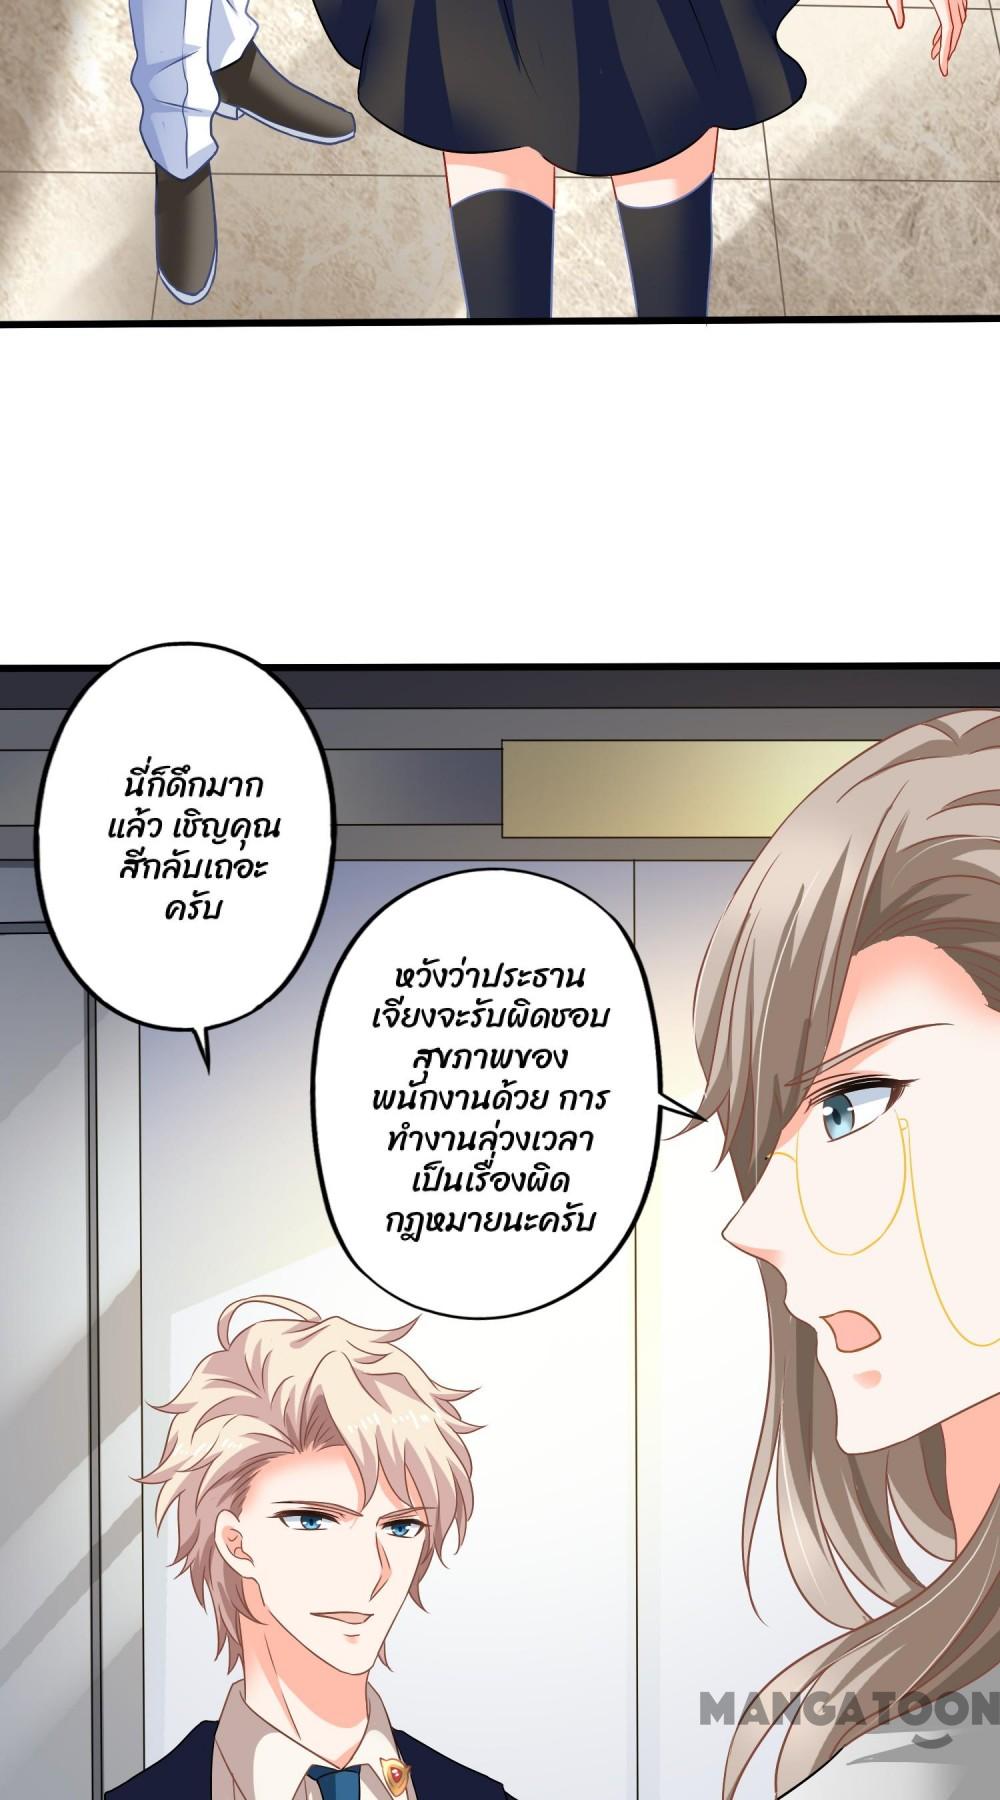 นี่ก็ดึกมาก
แล้ว เชิญคุณ
สีกลับเถอะ
ครับ
หวังว่าประธาน
เจียงจะรับผิดชอบ
สุขภาพของ
พนักงานด้วย การ
ทำงานล่วงเวลา
เป็นเรื่องผิด
กฎหมายนะครับ
MANGATOON